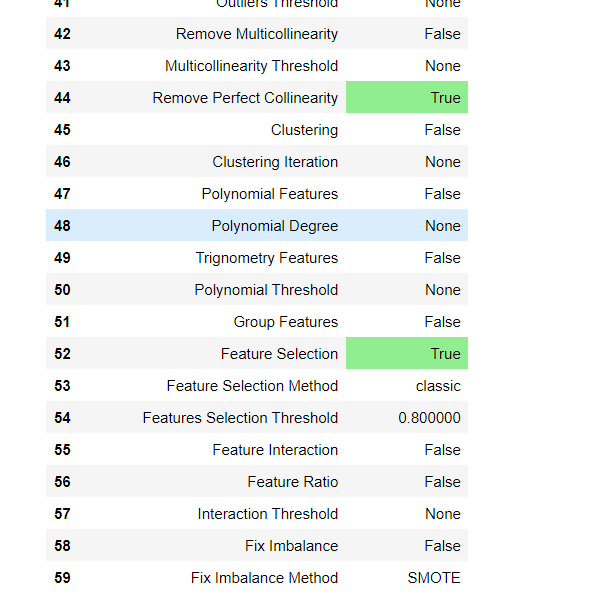 41 Outliers Threshold None
42 Remove Multicollinearity False
43 Multicollinearity Threshold None
44 Remove Perfect Collinearity True
45 Clustering False
46 Clustering Iteration None
47 Polynomial Features False
48 Polynomial Degree None
49 Trignometry Features False
50 Polynomial Threshold None
51 Group Features False
52 Feature Selection True
53 Feature Selection Method classic
54 Features Selection Threshold 0.800000
55 Feature Interaction False
56 Feature Ratio False
57 Interaction Threshold None
58 Fix Imbalance False
59 Fix Imbalance Method SMOTE